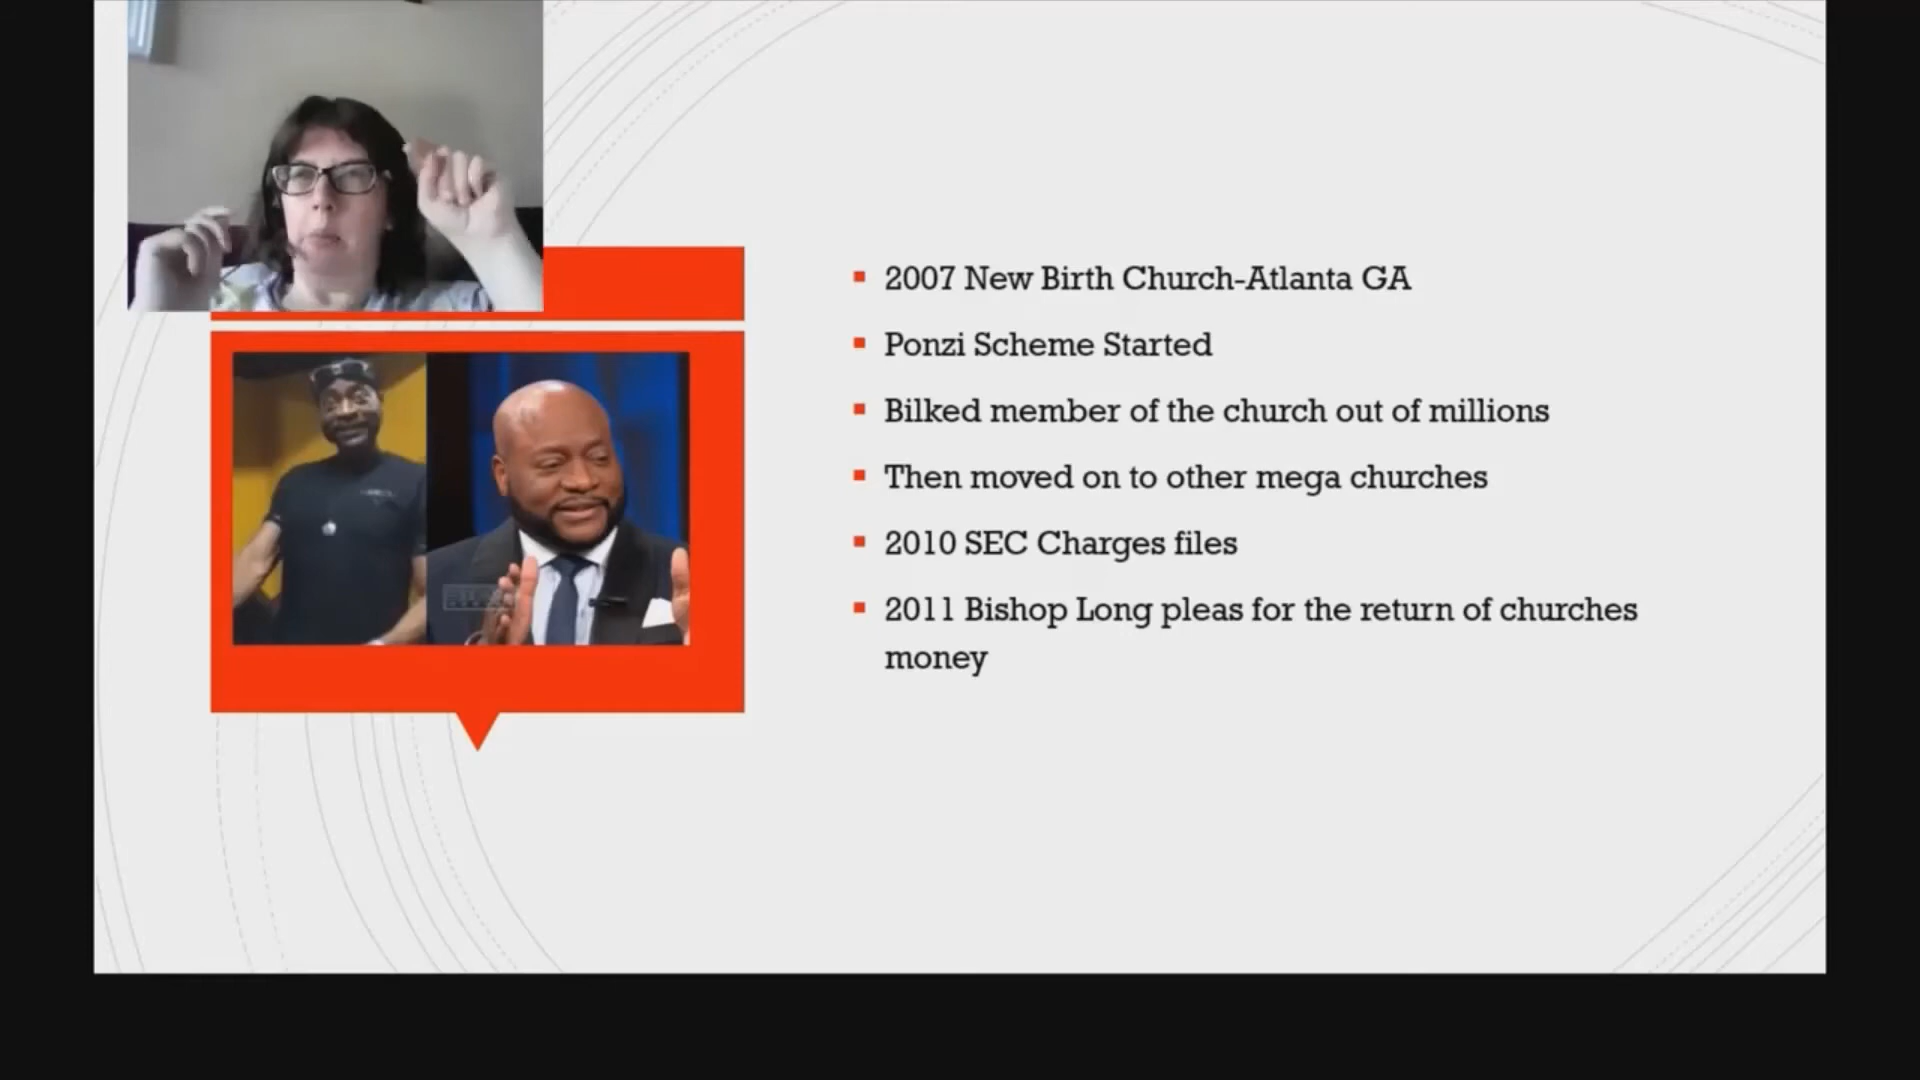 2007 New Birth Church-Atlanta GA
Ponzi Scheme Started
Bilked member of the church out of millions
Then moved on to other mega churches
2010 SEC Charges files
2011 Bishop Long pleas for the return of churches
money